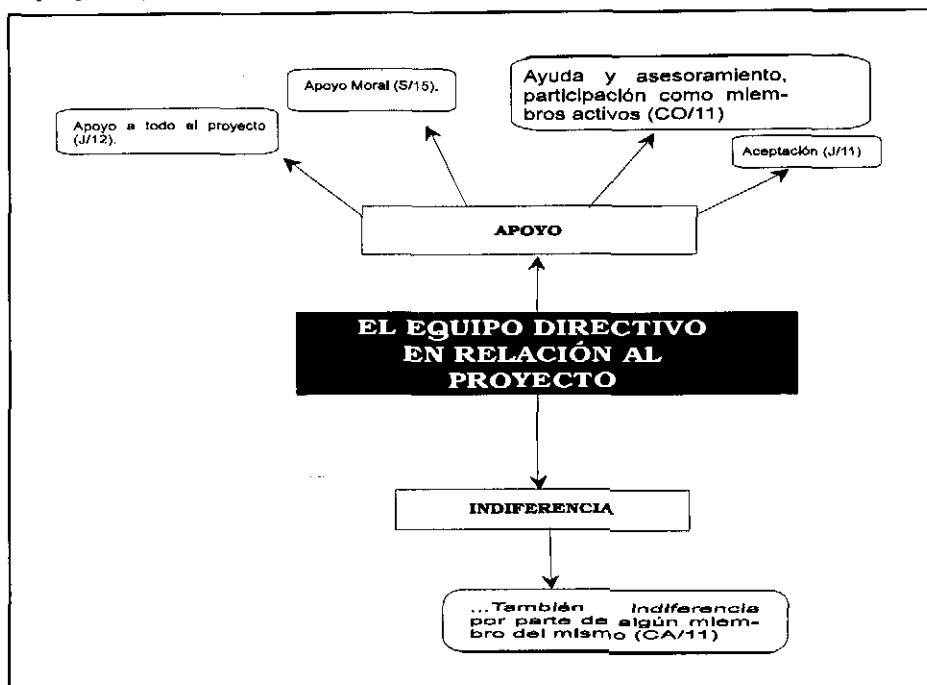 Apoyo Moral (S/15).
Ayuda y asesoramiento,
participación como miem-
bros activos (CO/11)
Apoyo a todo el proyecto
(J/12).
Aceptación (J/11)
APOYO
EL EQUIPO DIRECTIVO
EN RELACIÓN AL
PROYECTO
INDIFERENCIA
...También indiferencia
por parte de algún miem-
bro del mismo (CA/11)